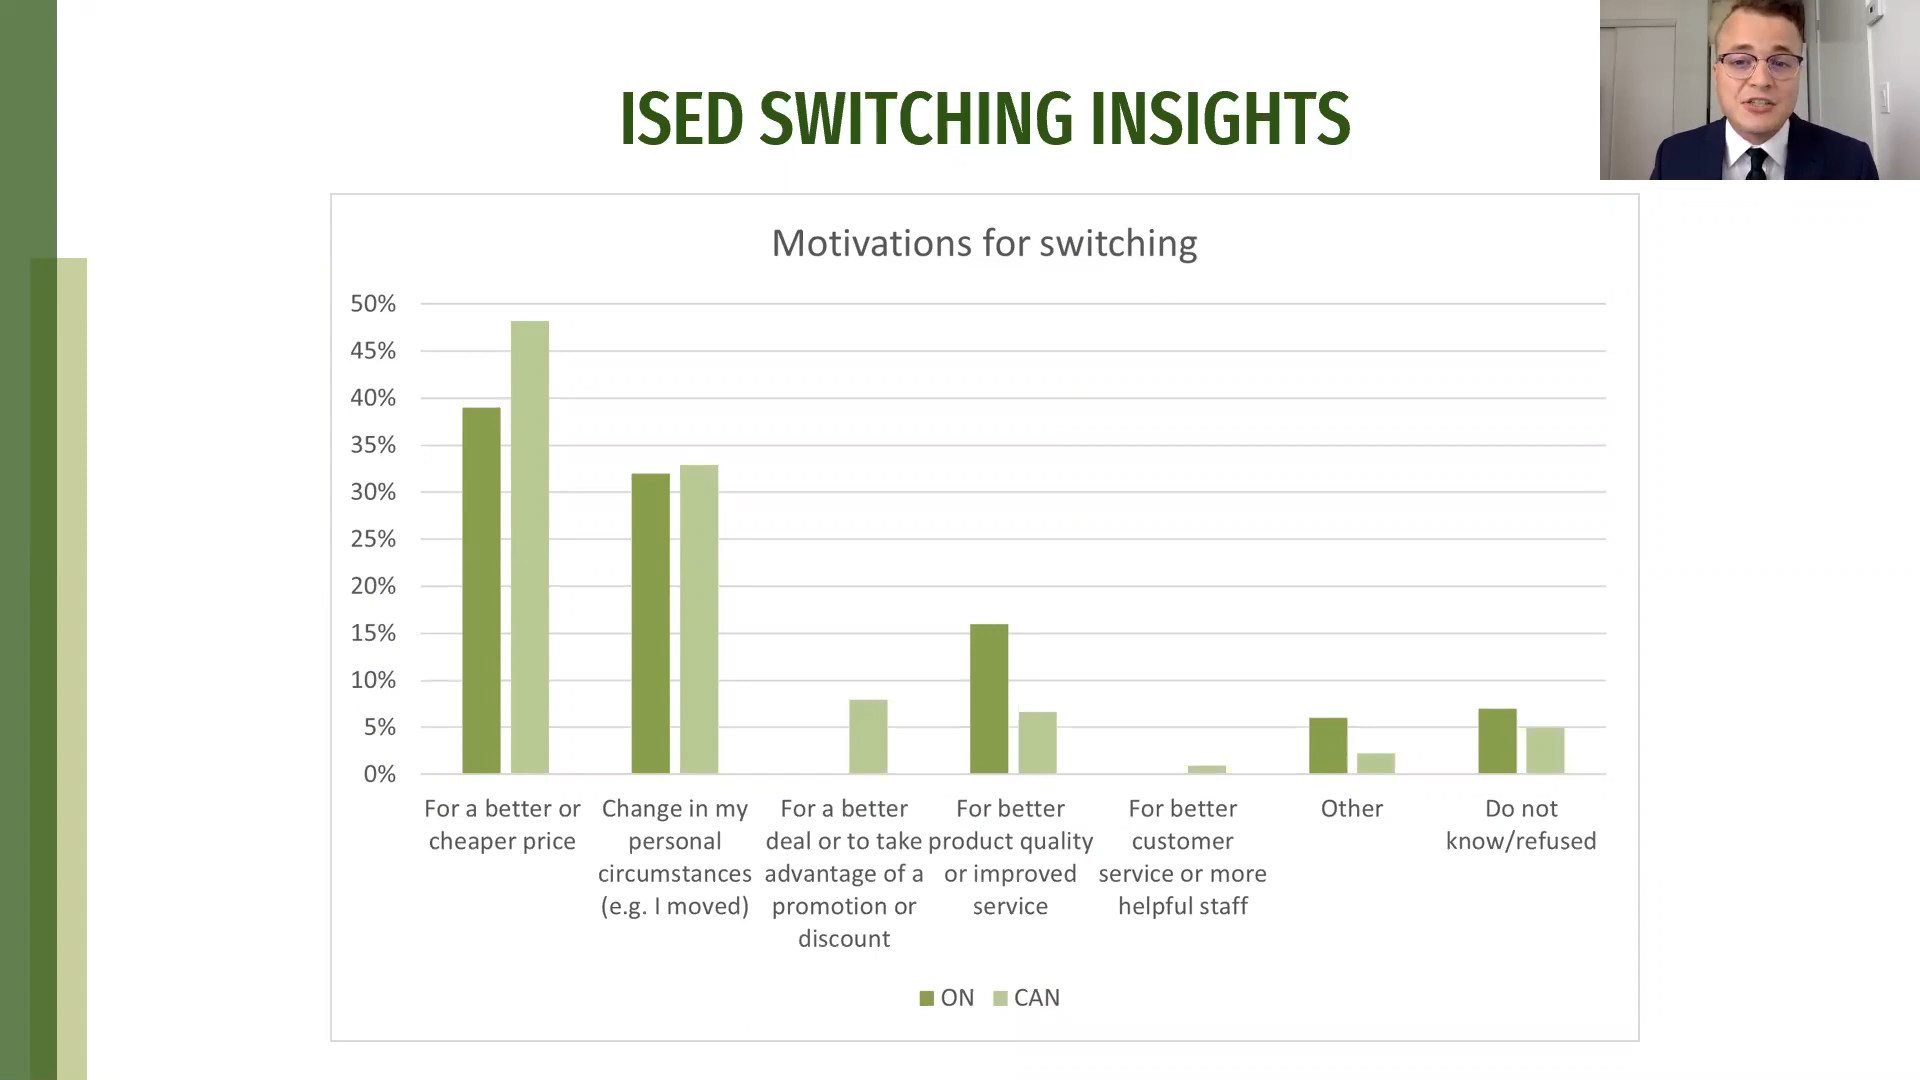 ISED SWITCHING INSIGHTS
Motivations for switching
50%
45%
40%
35%
30%
25%
20%
15%
10%
5%
0%
For a better or
cheaper price
Change in my
personal
circumstances
(e.g. I moved)
For a better
deal or to take
advantage of a
promotion or
discount
For better
product quality
or improved
service
For better
customer
service or more
helpful staff
Other
Do not
know/refused
ON CAN